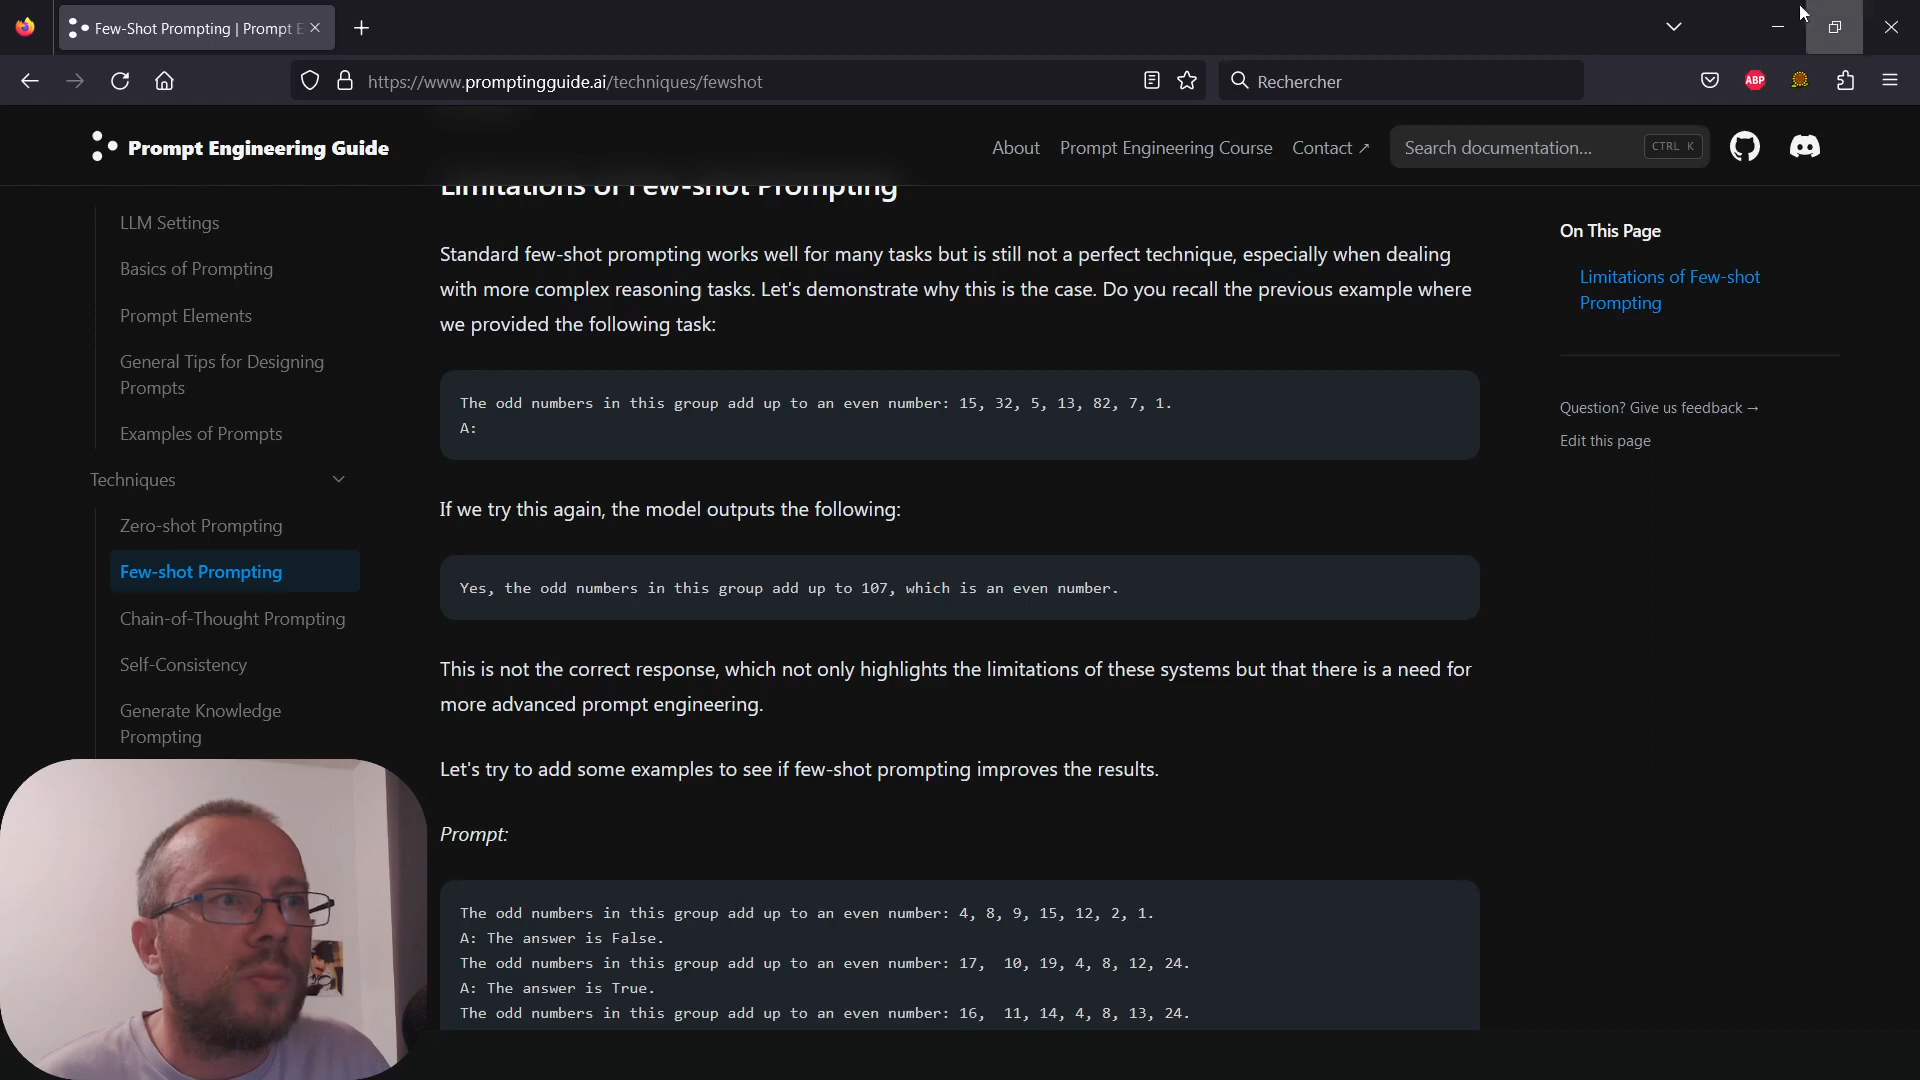 Few-Shot Prompting | Prompt E
https://www.promptingguide.ai/techniques/fewshot
Rechercher
ABP
Prompt Engineering Guide
About
Prompt Engineering Course
Contact ↗
Search documentation...
CTRL K
LLM Settings
Basics of Prompting
Prompt Elements
General Tips for Designing
Prompts
Examples of Prompts
Techniques
Zero-shot Prompting
Few-shot Prompting
Chain-of-Thought Prompting
Self-Consistency
Generate Knowledge
Prompting
Limitations of Few-shot Prompting
Standard few-shot prompting works well for many tasks but is still not a perfect technique, especially when dealing
with more complex reasoning tasks. Let's demonstrate why this is the case. Do you recall the previous example where
we provided the following task:
The odd numbers in this group add up to an even number: 15, 32, 5, 13, 82, 7, 1.
A:
If we try this again, the model outputs the following:
Yes, the odd numbers in this group add up to 107, which is an even number.
This is not the correct response, which not only highlights the limitations of these systems but that there is a need for
more advanced prompt engineering.
Let's try to add some examples to see if few-shot prompting improves the results.
Prompt:
The odd numbers in this group add up to an even number: 4, 8, 9, 15, 12, 2, 1.
A: The answer is False.
The odd numbers in this group add up to an even number: 17,  10, 19, 4, 8, 12, 24.
A: The answer is True.
The odd numbers in this group add up to an even number: 16,  11, 14, 4, 8, 13, 24.
On This Page
Limitations of Few-shot
Prompting
Question? Give us feedback →
Edit this page